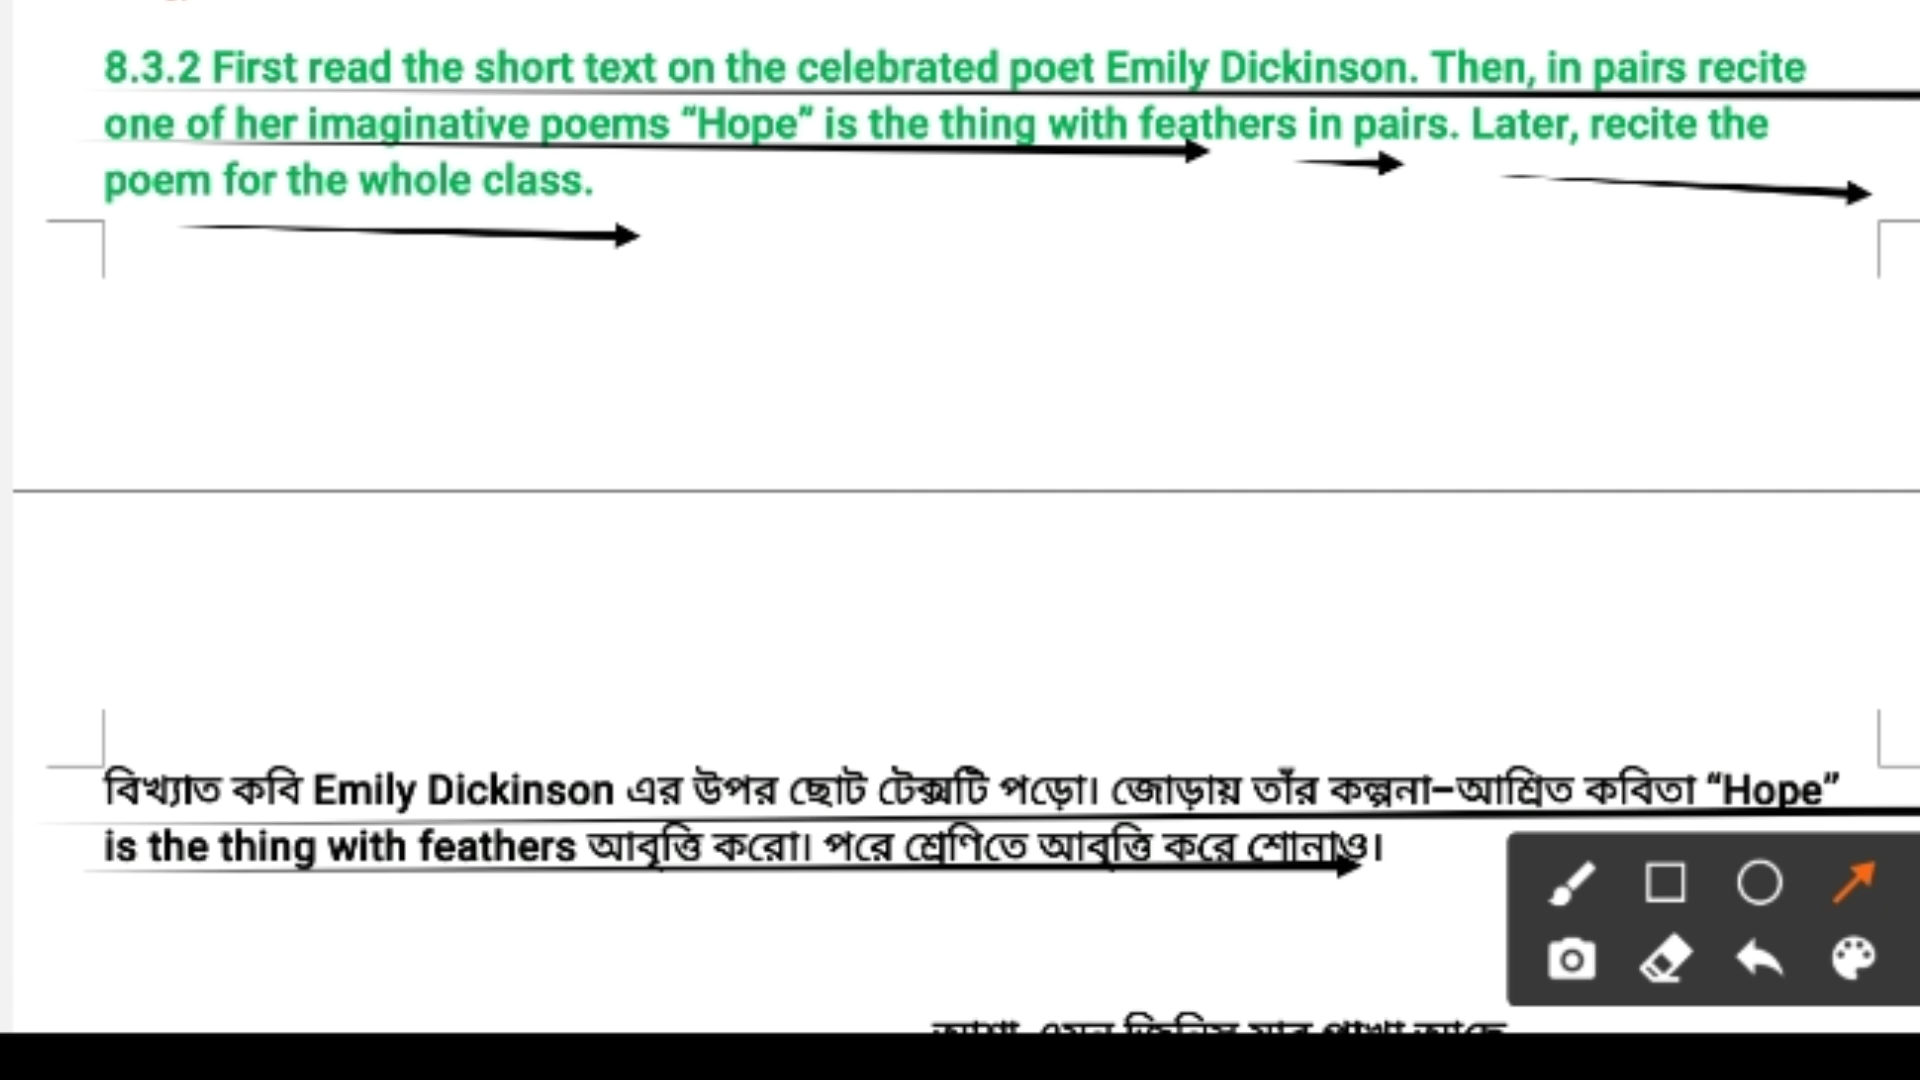 8.3.2 First read the short text on the celebrated poet Emily Dickinson. Then, in pairs recite
one of her imaginative poems “Hope” is the thing with feathers in pairs. Later, recite the
poem for the whole class.
বিখ্যাত কবি Emily Dickinson এর উপর ছোট টেক্সটি পড়ো। জোড়ায় তাঁর কল্পনা–আশ্রিত কবিতা “Hope”
is the thing with feathers আবৃত্তি করো। পরে শ্রেণিতে আবৃত্তি করে শোনাও।